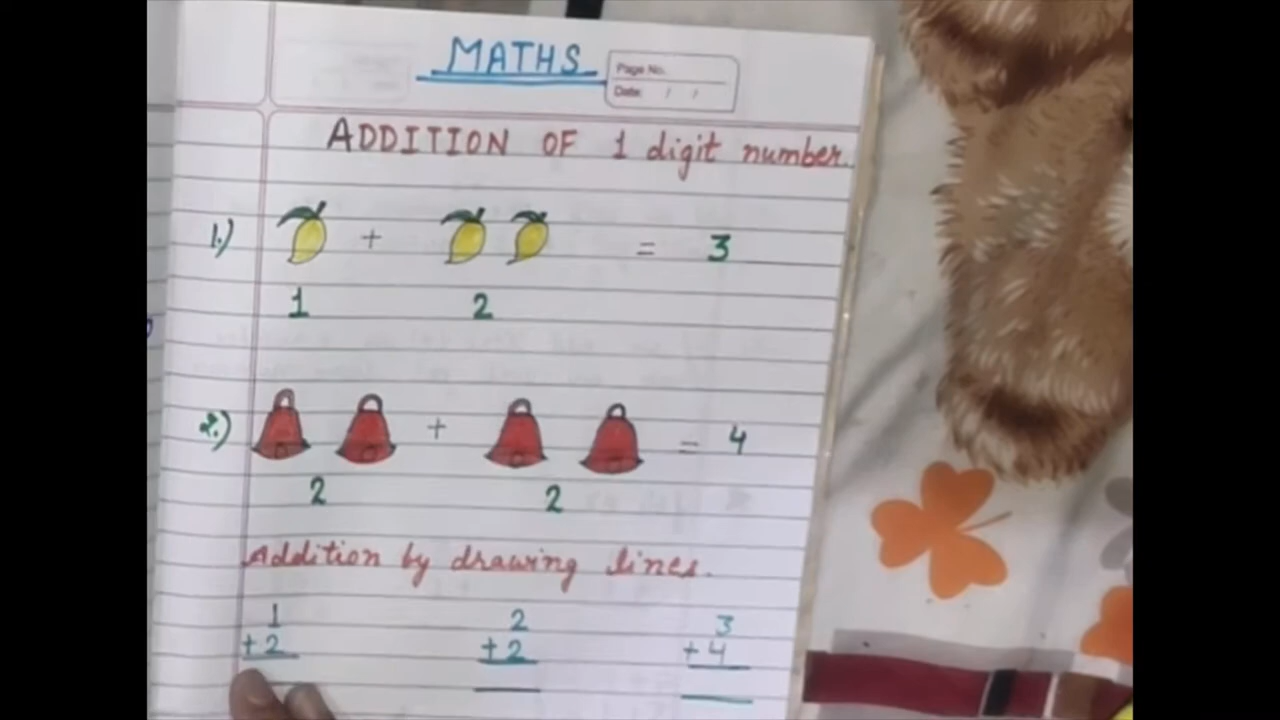 MATHS
Page No.
Date: / /
ADDITION OF 1 digit number.
1.) + = 3
1 2
2.) + = 4
2 2
Addition by drawing lines.
1 2 3
+2 +2 +4